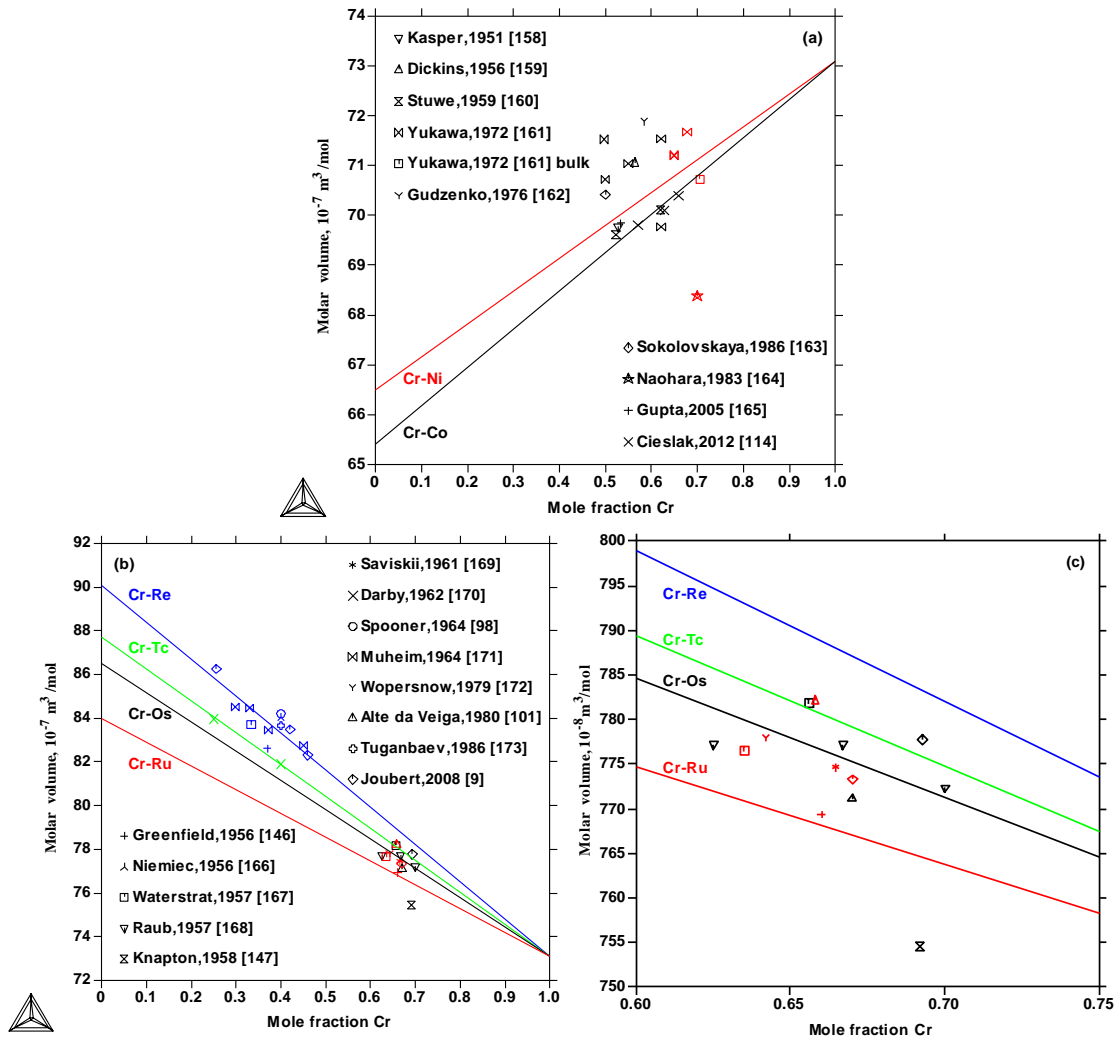 (a)
Molar volume, 10-7 m3/mol
74
73
72
71
70
69
68
67
66
65
Kasper,1951 [158]
Dickins,1956 [159]
Stuwe,1959 [160]
Yukawa,1972 [161]
Yukawa,1972 [161] bulk
Gudzenko,1976 [162]
Sokolovskaya,1986 [163]
Naohara,1983 [164]
Gupta,2005 [165]
Cieslak,2012 [114]
Cr-Ni
Cr-Co
0 0.1 0.2 0.3 0.4 0.5 0.6 0.7 0.8 0.9 1.0
Mole fraction Cr
(b)
Molar volume, 10-7 m3/mol
92
90
88
86
84
82
80
78
76
74
72
Cr-Re
Cr-Tc
Cr-Os
Cr-Ru
Saviskii,1961 [169]
Darby,1962 [170]
Spooner,1964 [98]
Muheim,1964 [171]
Wopersnow,1979 [172]
Alte da Veiga,1980 [101]
Tuganbaev,1986 [173]
Joubert,2008 [9]
Greenfield,1956 [146]
Niemiec,1956 [166]
Waterstrat,1957 [167]
Raub,1957 [168]
Knapton,1958 [147]
0 0.1 0.2 0.3 0.4 0.5 0.6 0.7 0.8 0.9 1.0
Mole fraction Cr
(c)
Molar volume, 10-8m3/mol
800
795
790
785
780
775
770
765
760
755
750
Cr-Re
Cr-Tc
Cr-Os
Cr-Ru
0.60 0.65 0.70 0.75
Mole fraction Cr